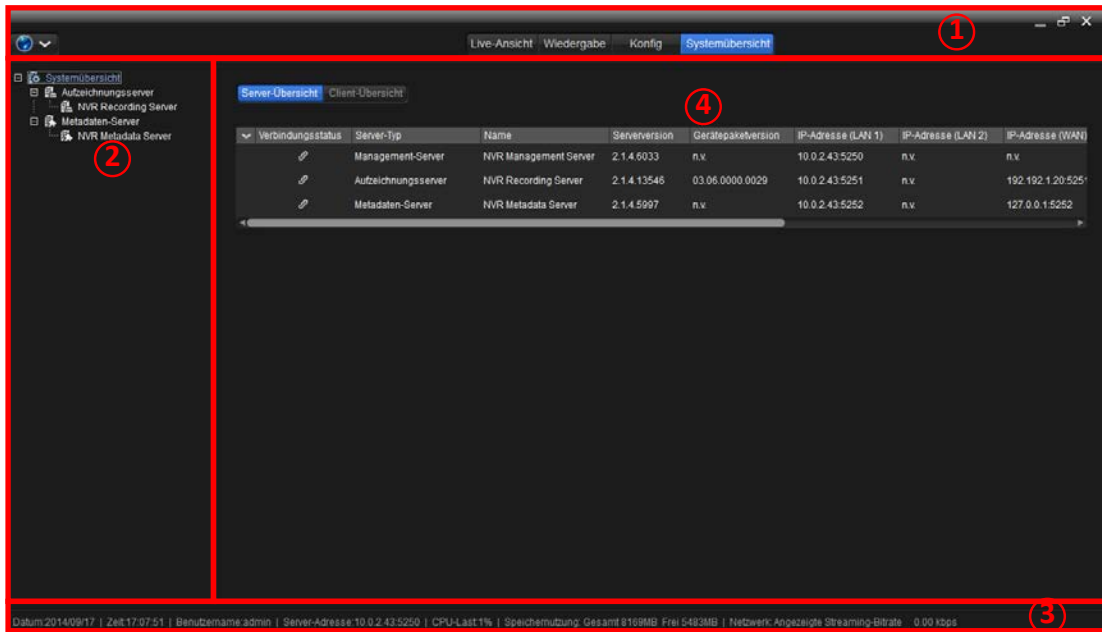 ①
Live-Ansicht Wiedergabe Konfig Systemübersicht
Systemübersicht
Aufzeichnungsserver
NVR Recording Server
Metadaten-Server
NVR Metadata Server
②
Server-Übersicht Client-Übersicht
④
Verbindungsstatus Server-Typ Name Serverversion Gerätepaketversion IP-Adresse (LAN 1) IP-Adresse (LAN 2) IP-Adresse (WAN)
Management-Server NVR Management Server 2.1.4.6033 n.v. 10.0.2.43:5250 n.v. n.v.
Aufzeichnungsserver NVR Recording Server 2.1.4.13546 03.06.0000.0029 10.0.2.43:5251 n.v. 192.192.1.20:5251
Metadaten-Server NVR Metadata Server 2.1.4.5997 n.v. 10.0.2.43:5252 n.v. 127.0.0.1:5252
③
Datum:2014/09/17 | Zeit:17:07:51 | Benutzername:admin | Server-Adresse:10.0.2.43:5250 | CPU-Last:1% | Speichernutzung: Gesamt 8169MB Frei 5483MB | Netzwerk: Angezeigte Streaming-Bitrate 0.00 kbps